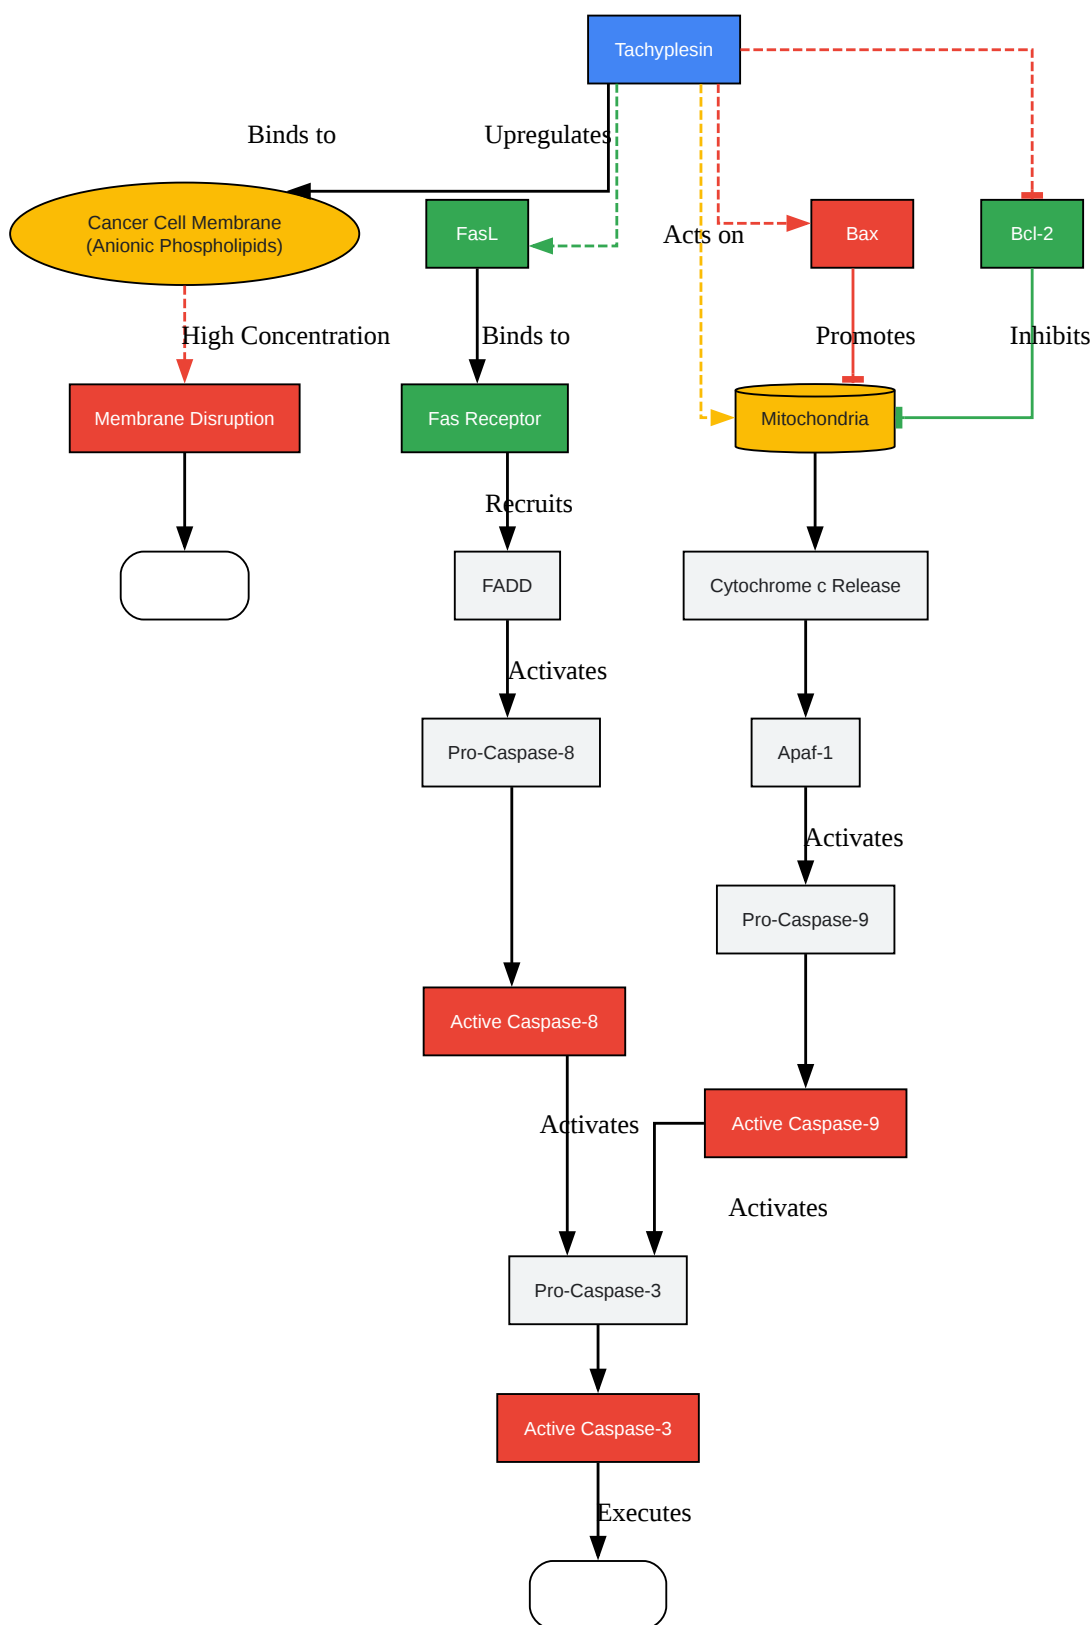 Tachyplesin
Binds to
Upregulates
Cancer Cell Membrane
(Anionic Phospholipids)
FasL
Acts on
Bax
Bcl-2
High Concentration
Binds to
Promotes
Inhibits
Membrane Disruption
Fas Receptor
Mitochondria
Recruits
FADD
Cytochrome c Release
Activates
Pro-Caspase-8
Apaf-1
Activates
Pro-Caspase-9
Active Caspase-8
Activates
Active Caspase-9
Activates
Pro-Caspase-3
Active Caspase-3
Executes